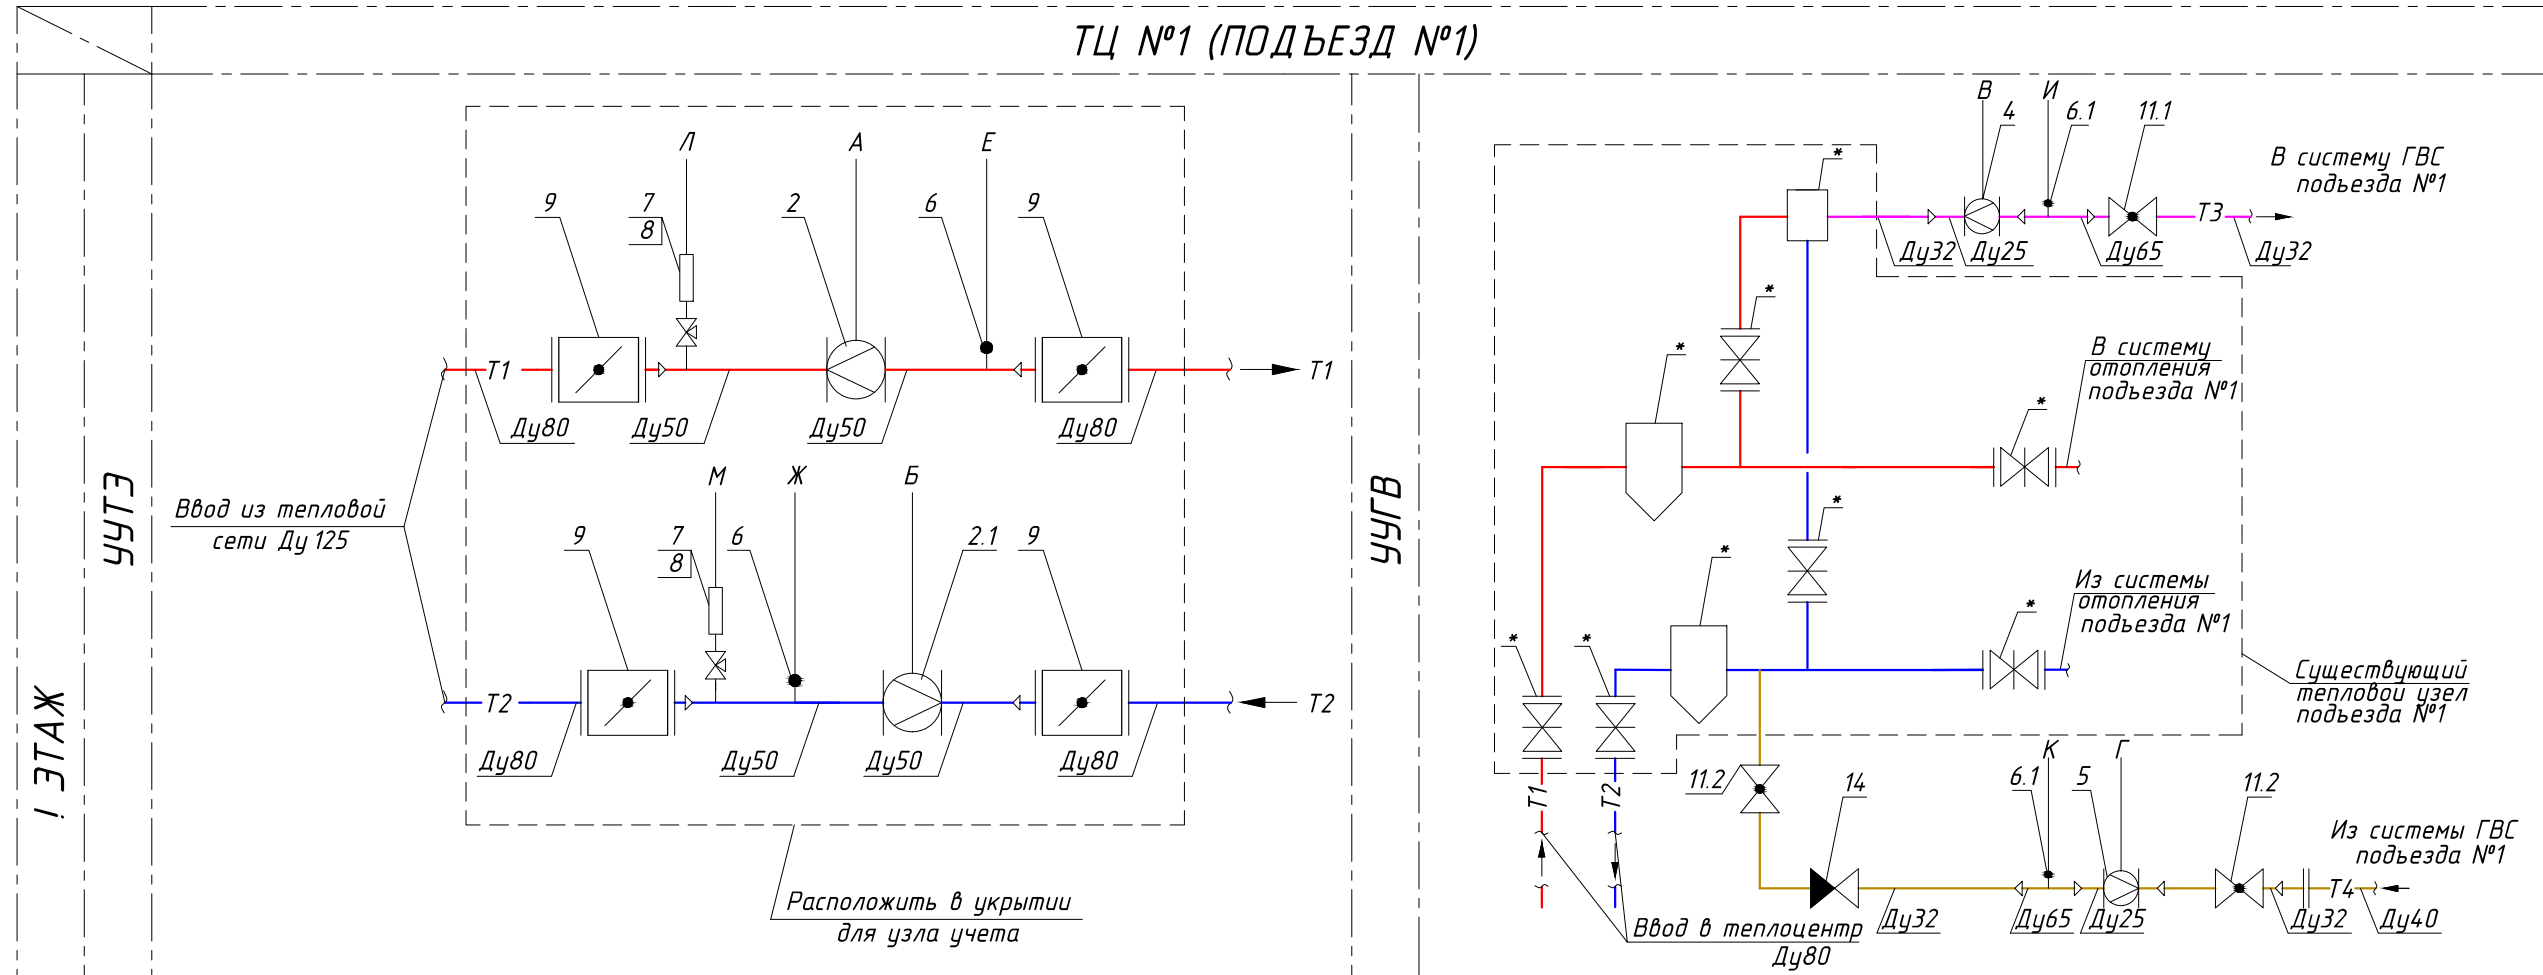 ТЦ №1 (ПОДЪЕЗД №1)
I ЭТАЖ
УУТЭ
Л
А
Е
9
7
8
2
6
9
Т1
Т1
Ду80
Ду50
Ду50
Ду80
Ввод из тепловой
сети Ду 125
М
Ж
Б
9
7
8
6
2.1
9
Т2
Т2
Ду80
Ду50
Ду50
Ду80
Расположить в укрытии
для узла учета
УУГВ
В
И
4
6.1
11.1
*
В систему ГВС
подъезда №1
Т3
Ду32
Ду25
Ду65
Ду32
*
*
В систему
отопления
подъезда №1
*
*
*
Из системы
отопления
подъезда №1
*
*
*
Существующий
тепловой узел
подъезда №1
К
Г
11.2
14
6.1
5
11.2
Т1
Т2
Из системы ГВС
подъезда №1
Т4
Ду32
Ду65
Ду25
Ду32
Ду40
Ввод в теплоцентр
Ду80